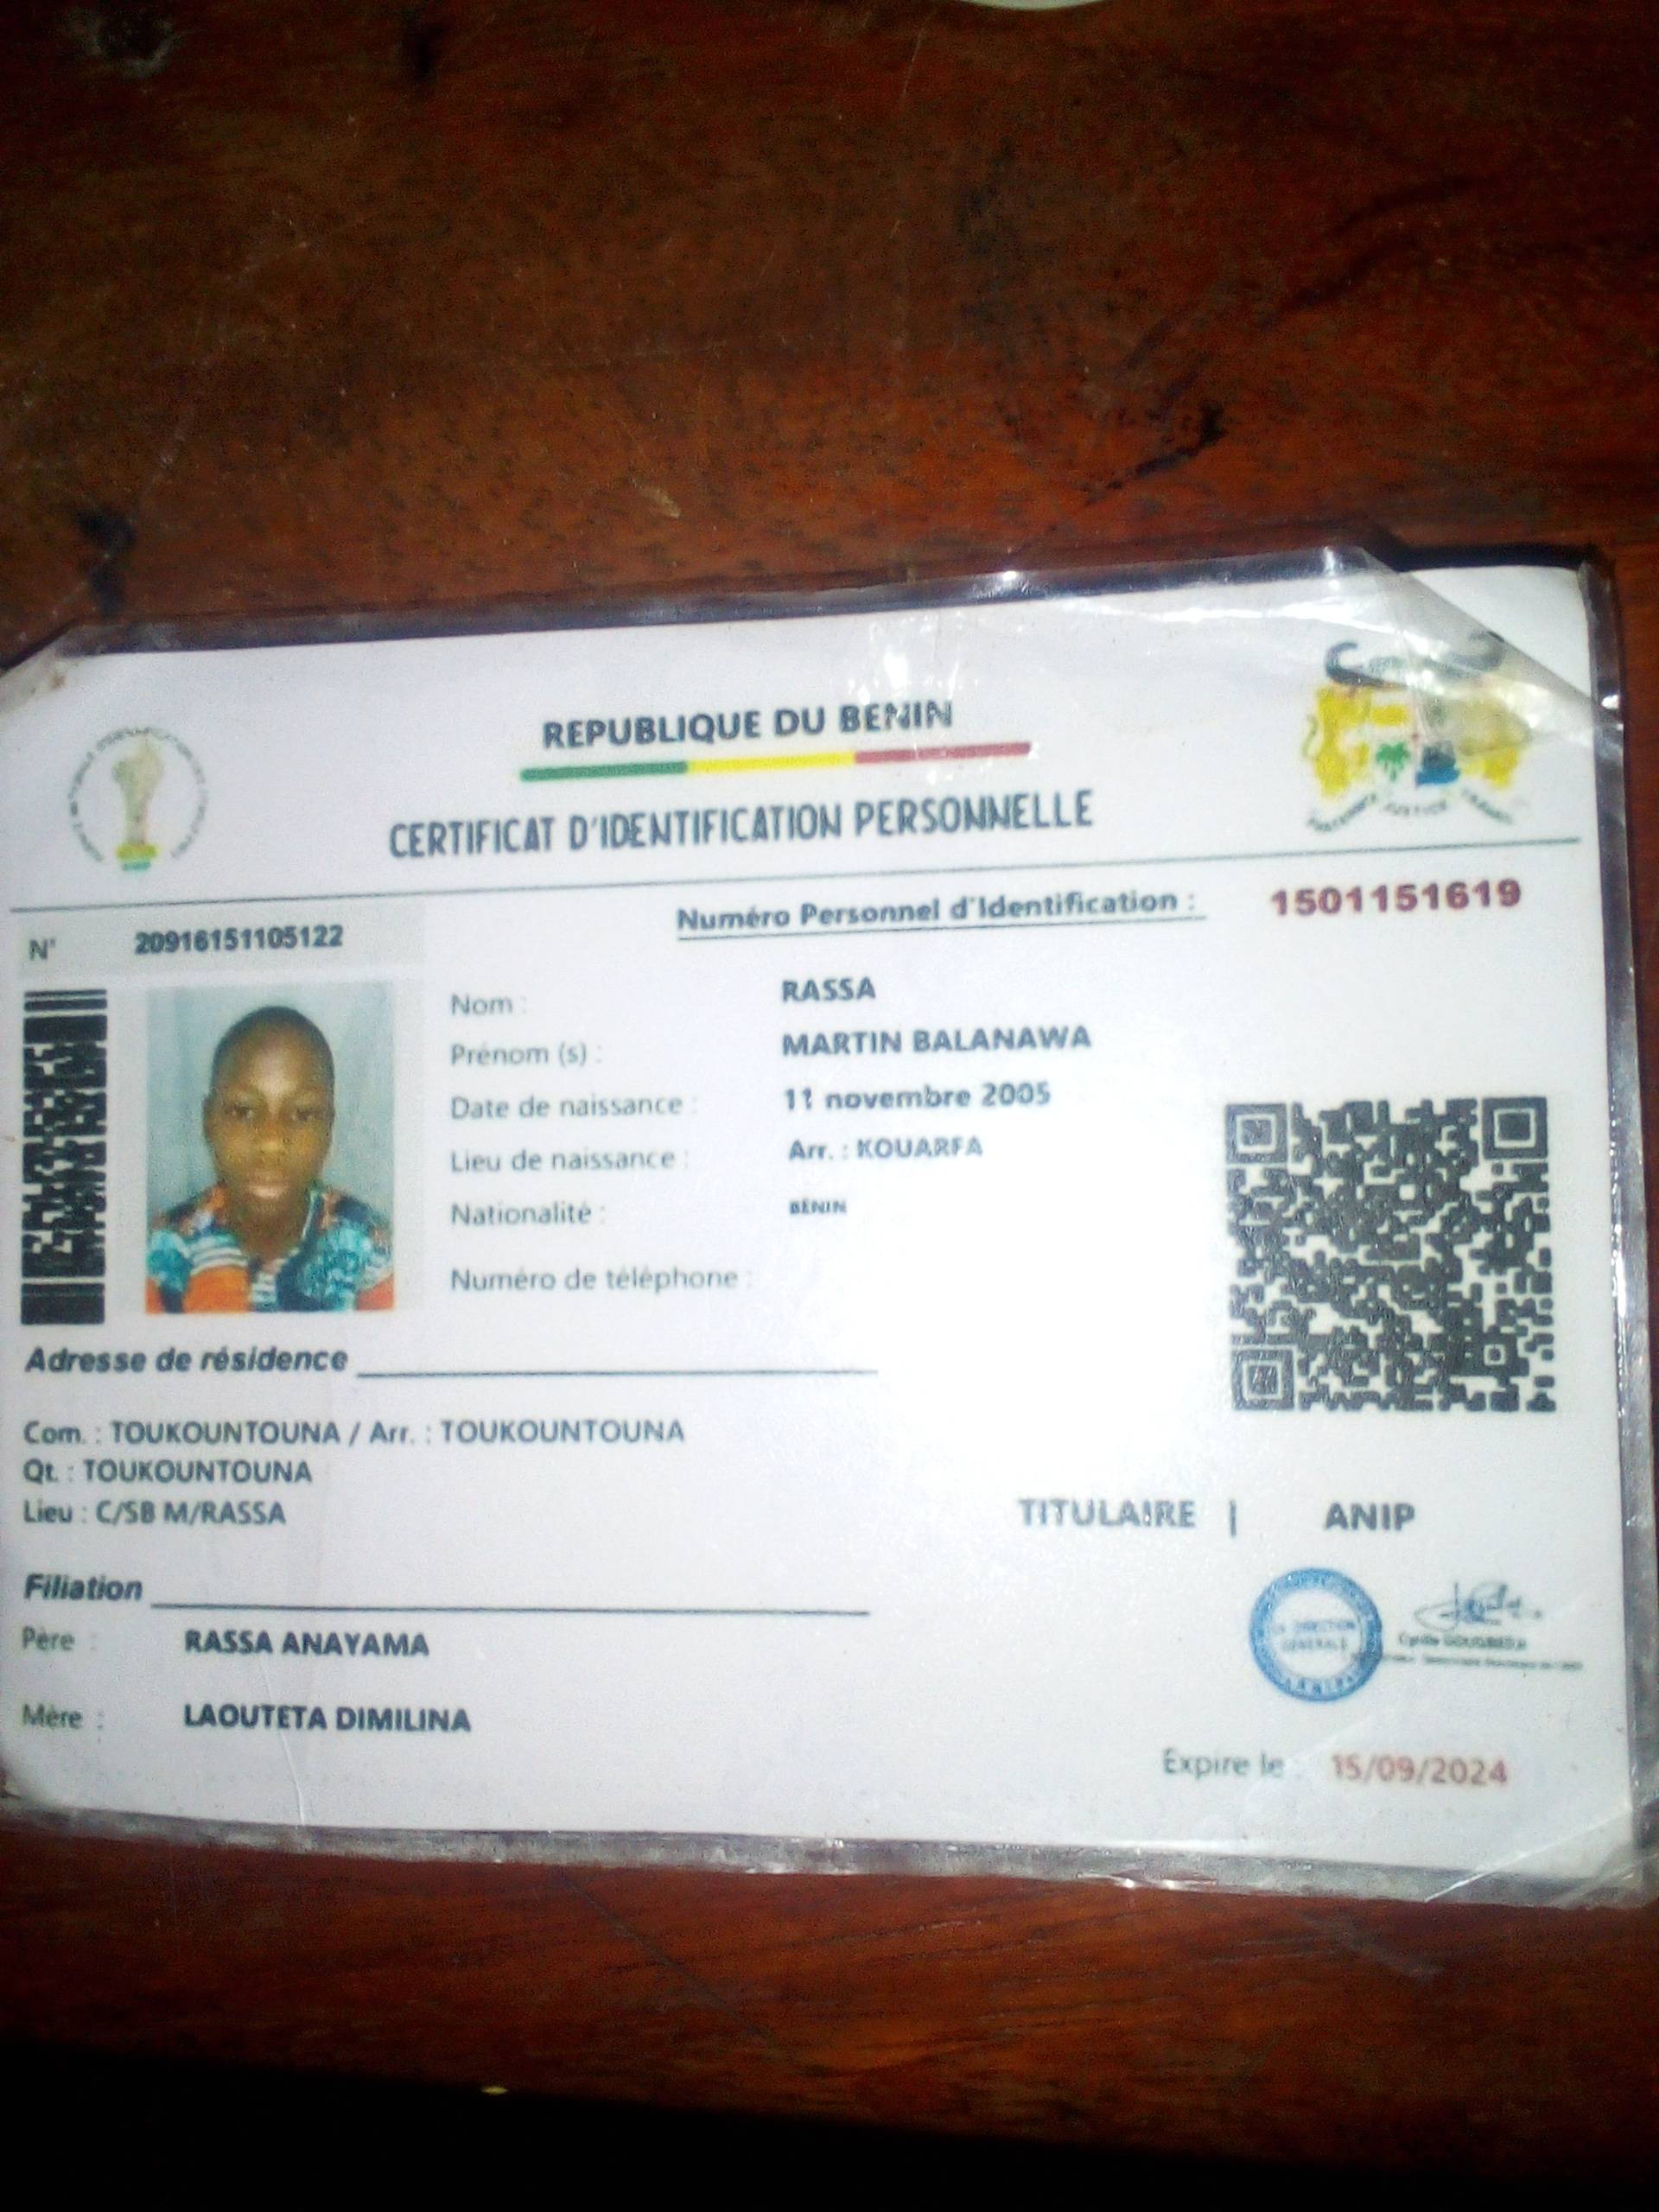 REPUBLIQUE DU BENIN
CERTIFICAT D'IDENTIFICATION PERSONNELLE
Numéro Personnel d'Identification : 1501151619
N° 20916151105122
Nom : RASSA
Prénom (s) : MARTIN BALANAWA
Date de naissance : 11 novembre 2005
Lieu de naissance : Arr. : KOUARFA
Nationalité : BENIN
Numéro de téléphone :
Adresse de résidence
Com. : TOUKOUNTOUNA / Arr. : TOUKOUNTOUNA
Qt. : TOUKOUNTOUNA
Lieu : C/SB M/RASSA
TITULAIRE | ANIP
Filiation
Père : RASSA ANAYAMA
LA DIRECTION
GENERALE
Mère : LAOUTETA DIMILINA
Expire le : 15/09/2024